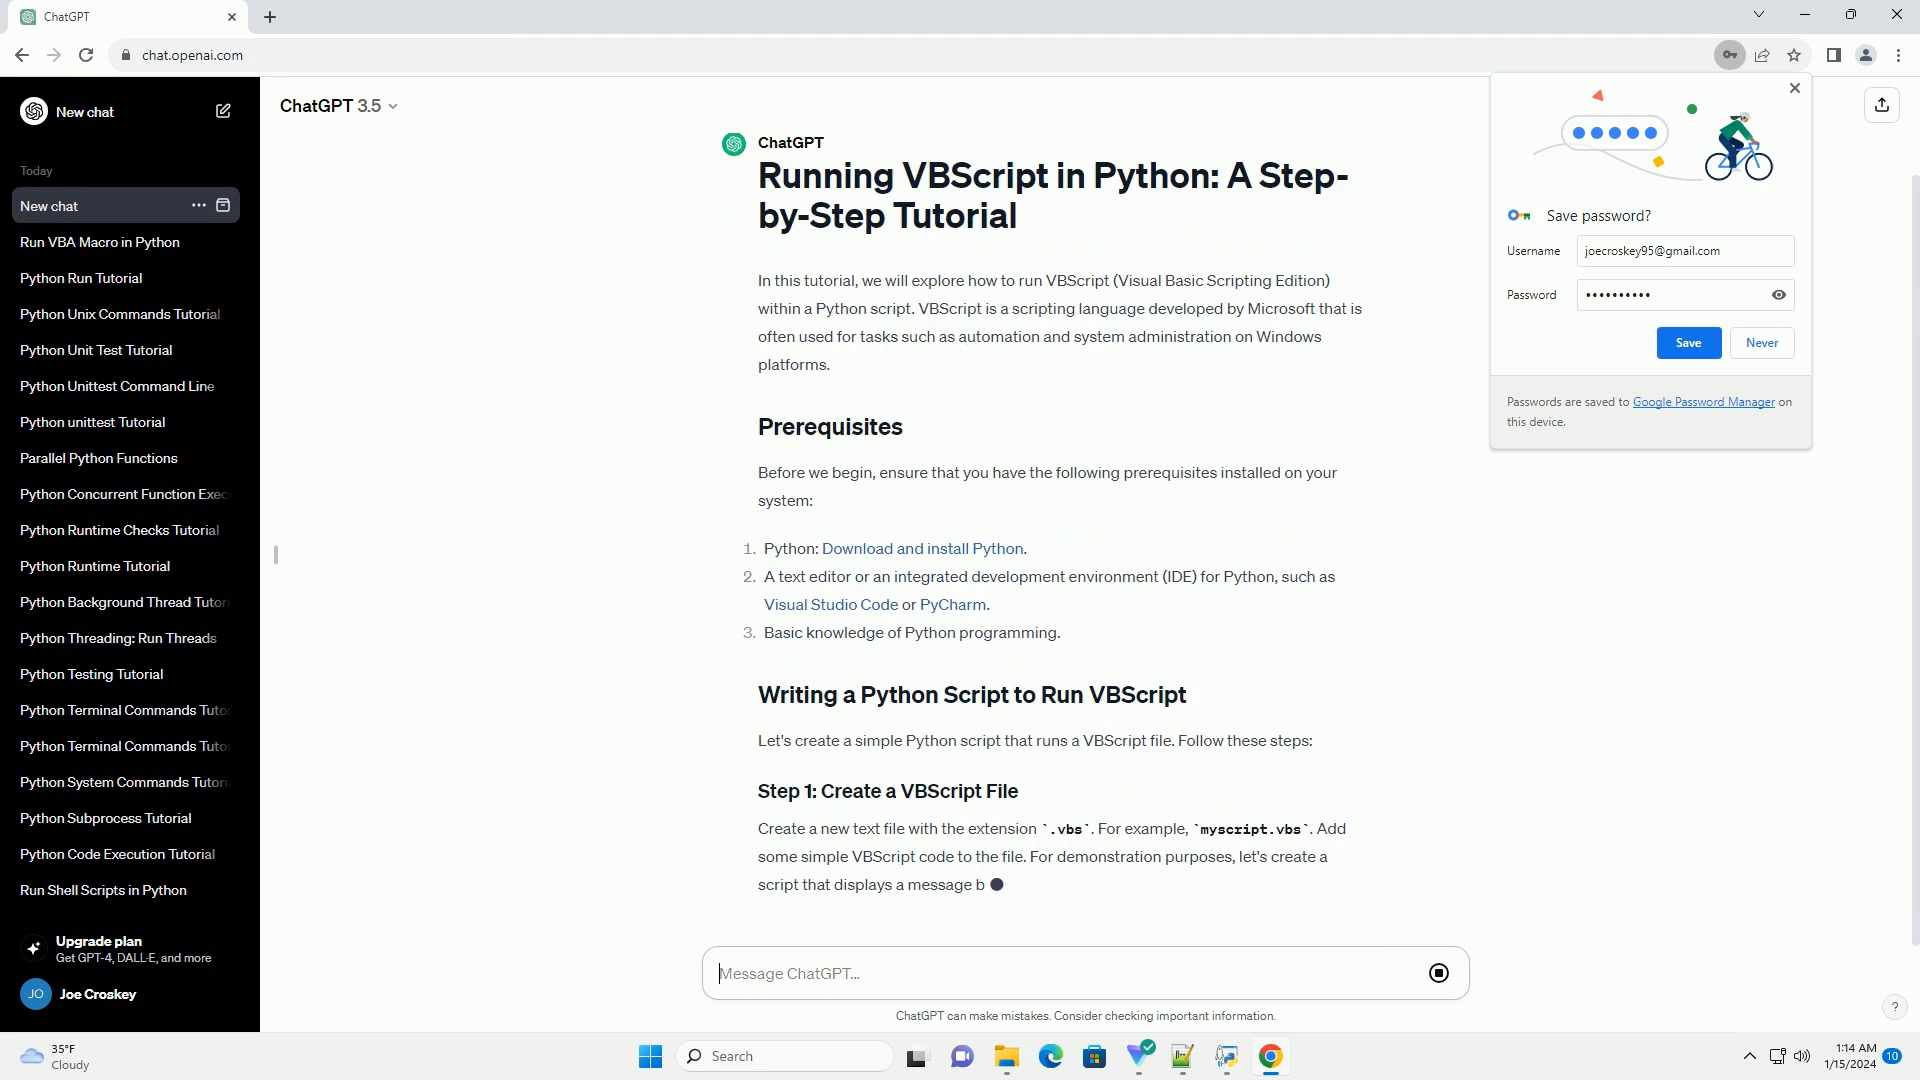 ChatGPT
chat.openai.com
New chat
Today
New chat
Run VBA Macro in Python
Python Run Tutorial
Python Unix Commands Tutorial
Python Unit Test Tutorial
Python Unittest Command Line
Python unittest Tutorial
Parallel Python Functions
Python Concurrent Function Exec
Python Runtime Checks Tutorial
Python Runtime Tutorial
Python Background Thread Tutor
Python Threading: Run Threads
Python Testing Tutorial
Python Terminal Commands Tuto
Python Terminal Commands Tuto
Python System Commands Tutori
Python Subprocess Tutorial
Python Code Execution Tutorial
Run Shell Scripts in Python
Upgrade plan
Get GPT-4, DALL·E, and more
JO Joe Croskey
ChatGPT 3.5
ChatGPT
Running VBScript in Python: A Step-
by-Step Tutorial
In this tutorial, we will explore how to run VBScript (Visual Basic Scripting Edition)
within a Python script. VBScript is a scripting language developed by Microsoft that is
often used for tasks such as automation and system administration on Windows
platforms.
Prerequisites
Before we begin, ensure that you have the following prerequisites installed on your
system:
1. Python: Download and install Python.
2. A text editor or an integrated development environment (IDE) for Python, such as
Visual Studio Code or PyCharm.
3. Basic knowledge of Python programming.
Writing a Python Script to Run VBScript
Let's create a simple Python script that runs a VBScript file. Follow these steps:
Step 1: Create a VBScript File
Create a new text file with the extension `.vbs`. For example, `myscript.vbs`. Add
some simple VBScript code to the file. For demonstration purposes, let's create a
script that displays a message b
Message ChatGPT...
ChatGPT can make mistakes. Consider checking important information.
?
Save password?
Username joecroskey95@gmail.com
Password ••••••••••
Save Never
Passwords are saved to Google Password Manager on
this device.
35°F
Cloudy
Search
1:14 AM
1/15/2024
10